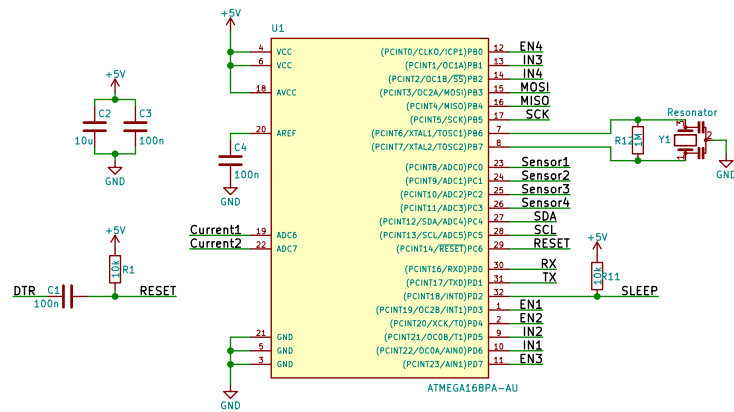 +5V
U1
4 VCC (PCINT0/CLKO/ICP1)PB0 12 EN4
6 VCC (PCINT1/OC1A)PB1 13 IN3
(PCINT2/OC1B/SS)PB2 14 IN4
18 AVCC (PCINT3/OC2A/MOSI)PB3 15 MOSI
(PCINT4/MISO)PB4 16 MISO
(PCINT5/SCK)PB5 17 SCK
20 AREF (PCINT6/XTAL1/TOSC1)PB6 7
(PCINT7/XTAL2/TOSC2)PB7 8
(PCINT8/ADC0)PC0 23 Sensor1
(PCINT9/ADC1)PC1 24 Sensor2
(PCINT10/ADC2)PC2 25 Sensor3
(PCINT11/ADC3)PC3 26 Sensor4
(PCINT12/SDA/ADC4)PC4 27 SDA
Current1 19 ADC6 (PCINT13/SCL/ADC5)PC5 28 SCL
Current2 22 ADC7 (PCINT14/RESET)PC6 29 RESET
(PCINT16/RXD)PD0 30 RX
(PCINT17/TXD)PD1 31 TX
(PCINT18/INT0)PD2 32 SLEEP
(PCINT19/OC2B/INT1)PD3 1 EN1
(PCINT20/XCK/T0)PD4 2 EN2
21 GND (PCINT21/OC0B/T1)PD5 9 IN2
5 GND (PCINT22/OC0A/AIN0)PD6 10 IN1
3 GND (PCINT23/AIN1)PD7 11 EN3
ATMEGA168PA-AU
GND
+5V
C2 C3
10u 100n
GND
C4
100n
GND
Resonator
R12 1M Y1
3
2
1
GND
+5V
10k R1
DTR C1 RESET
100n
+5V
10k R11